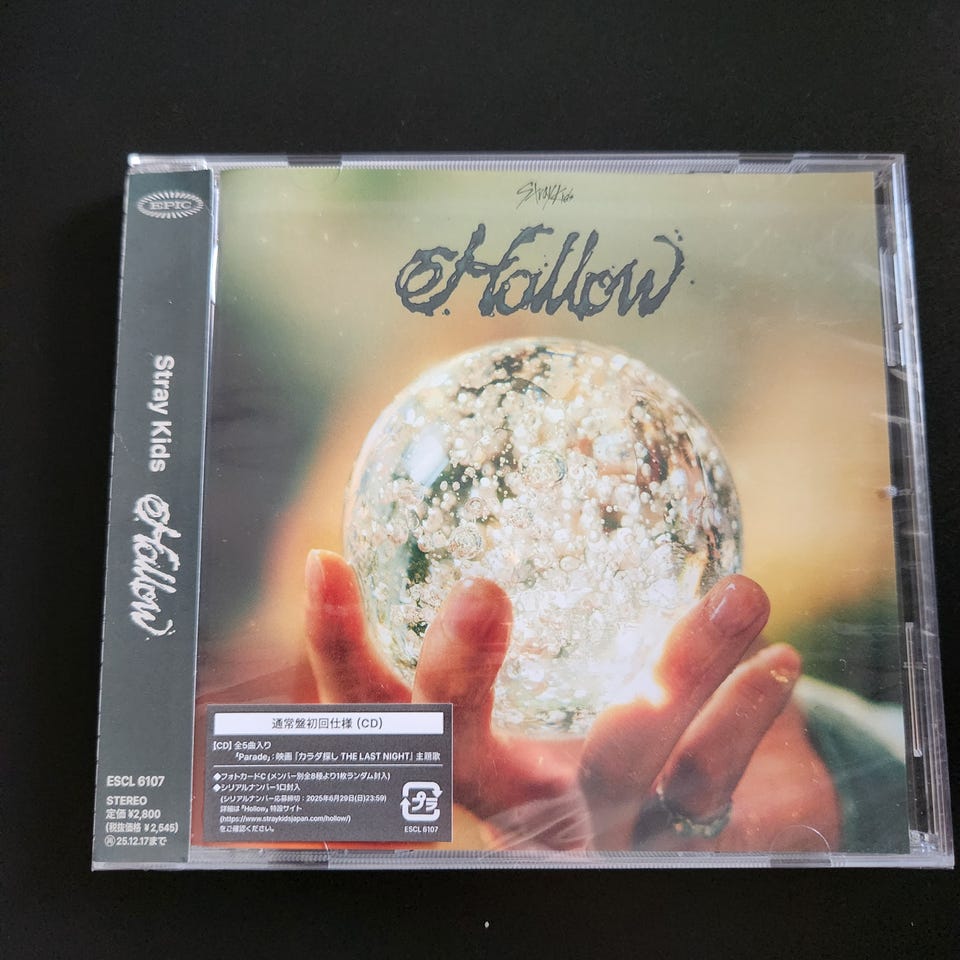 EPIC
Stray Kids Hollow
ESCL 6107
STEREO
定価¥2,800
(税抜価格 ¥2,545)
Ⓡ25.12.17まで
Stray Kids
Hollow
通常盤初回仕様 (CD)
【CD】全5曲入り
「Parade」:映画「カラダ探し THE LAST NIGHT」主題歌
◆フォトカードC (メンバー別全8種より1枚ランダム封入)
◆シリアルナンバー1口封入
(シリアルナンバー応募締切:2025年6月29日(日)23:59)
詳細は「Hollow」特設サイト
(https://www.straykidsjapan.com/hollow/)
をご確認ください。
プラ
ESCL 6107